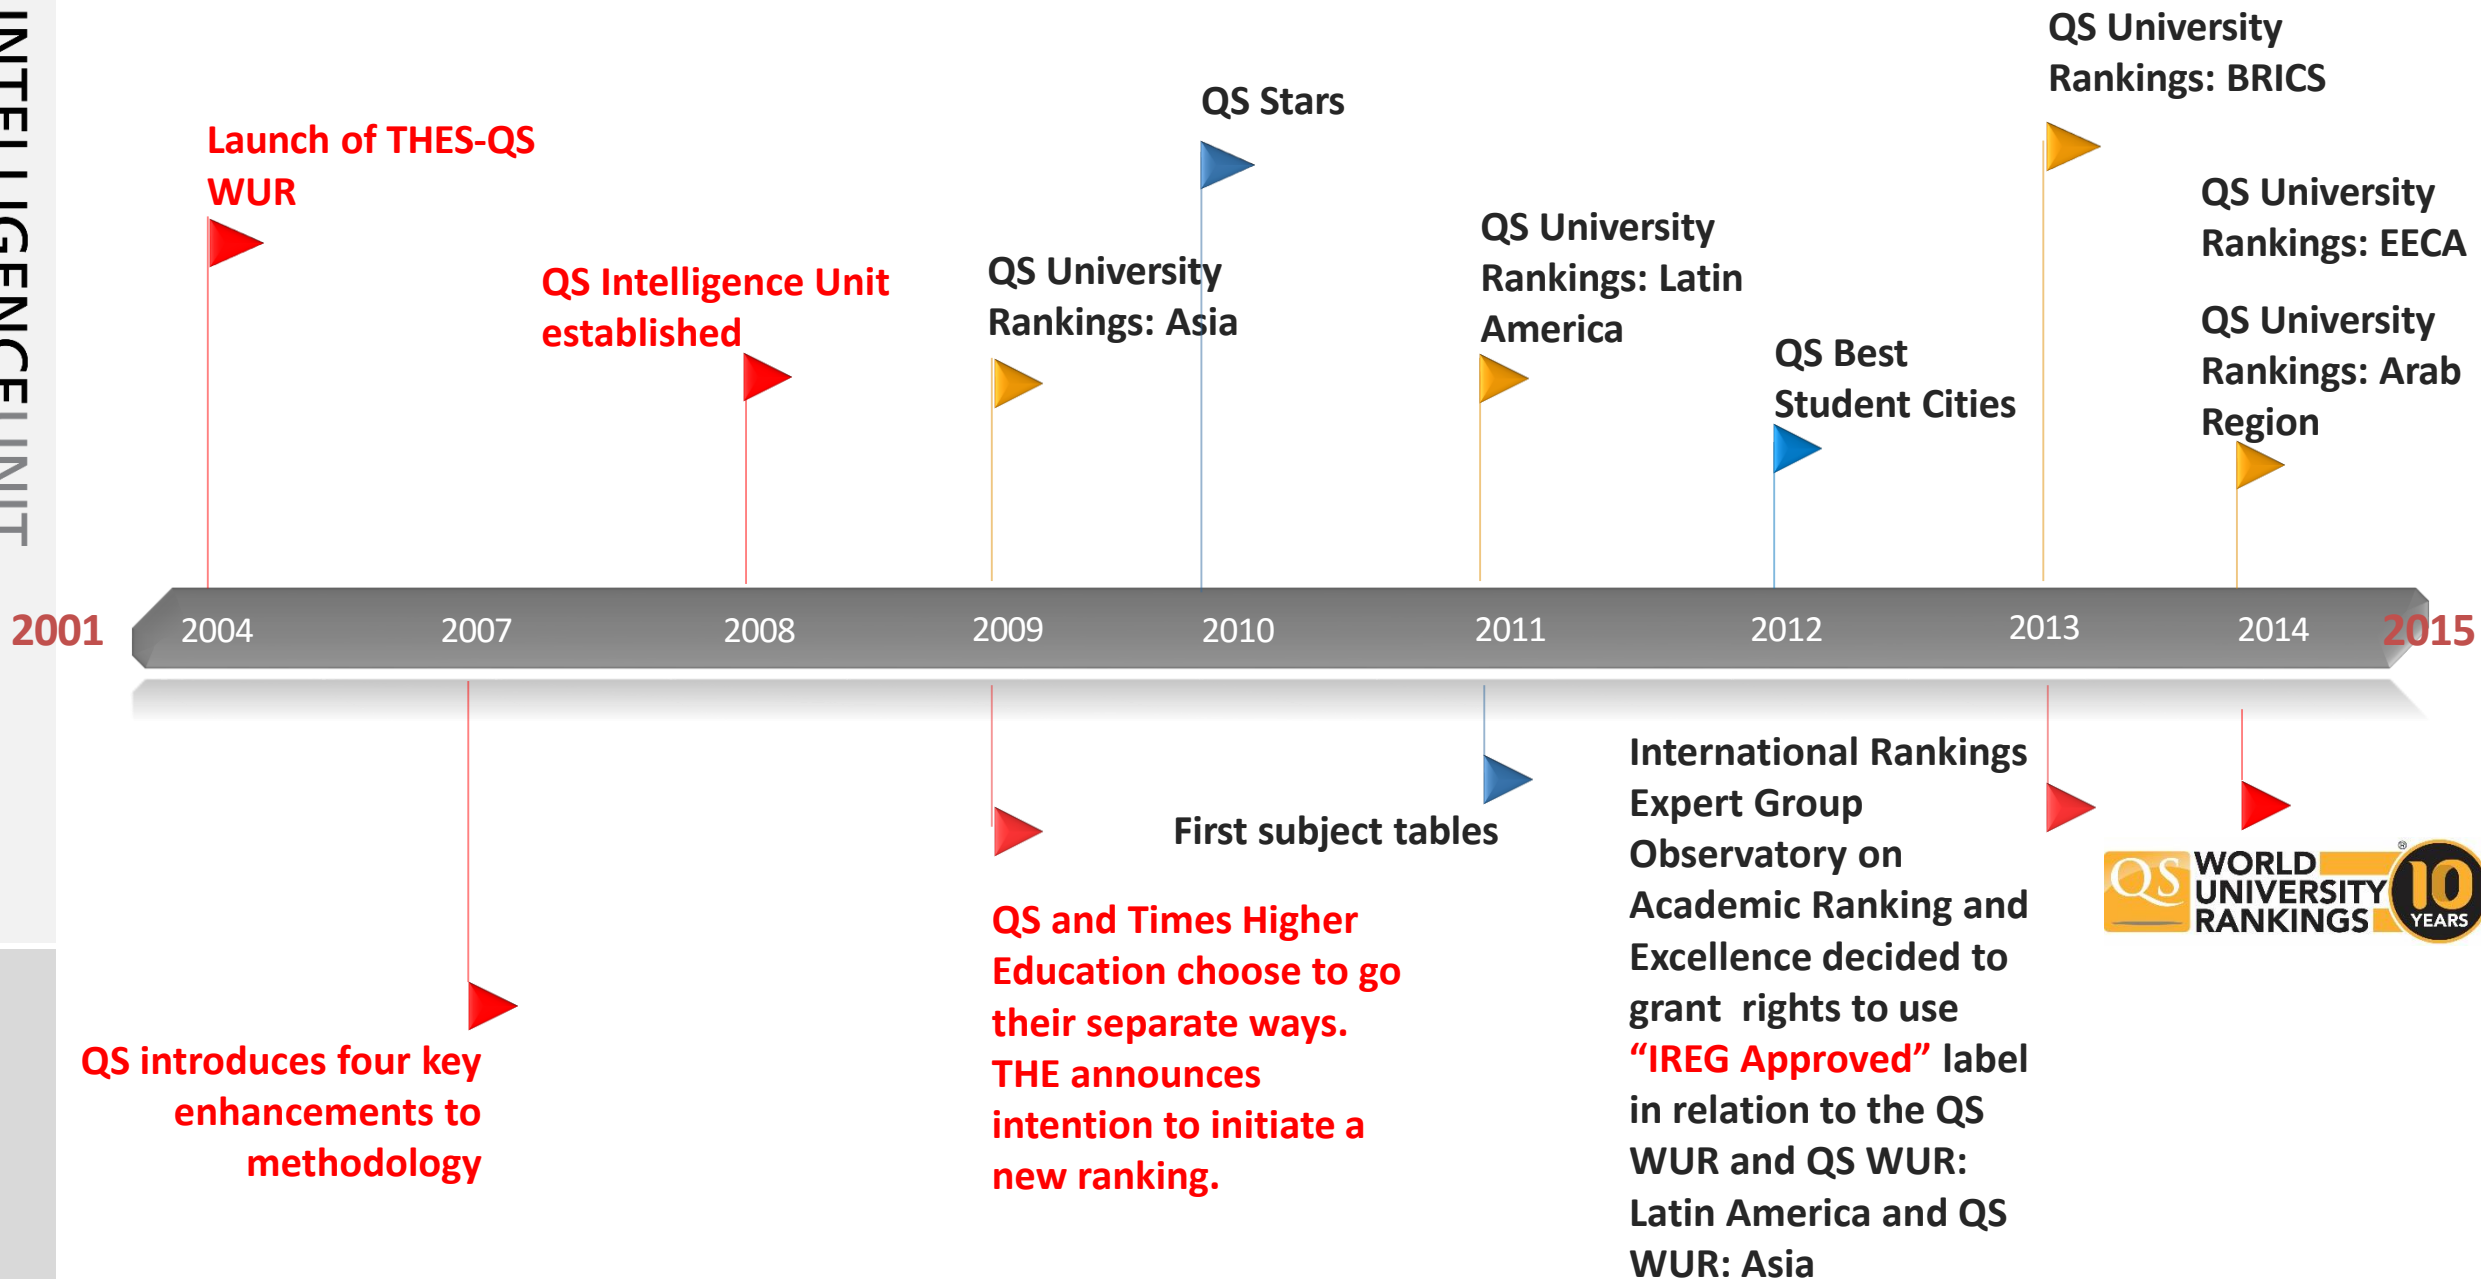 INTELLIGENCEUNIT
Launch of THES-QS
WUR
QS Intelligence Unit
established
QS University
Rankings: Asia
QS Stars
QS University
Rankings: Latin
America
QS Best
Student Cities
QS University
Rankings: BRICS
QS University
Rankings: EECA
QS University
Rankings: Arab
Region
2001 2004 2007 2008 2009 2010 2011 2012 2013 2014 2015
QS introduces four key
enhancements to
methodology
QS and Times Higher
Education choose to go
their separate ways.
THE announces
intention to initiate a
new ranking.
First subject tables
International Rankings
Expert Group
Observatory on
Academic Ranking and
Excellence decided to
grant  rights to use
“IREG Approved” label
in relation to the QS
WUR and QS WUR:
Latin America and QS
WUR: Asia
QS WORLD
UNIVERSITY
RANKINGS
®
10
YEARS